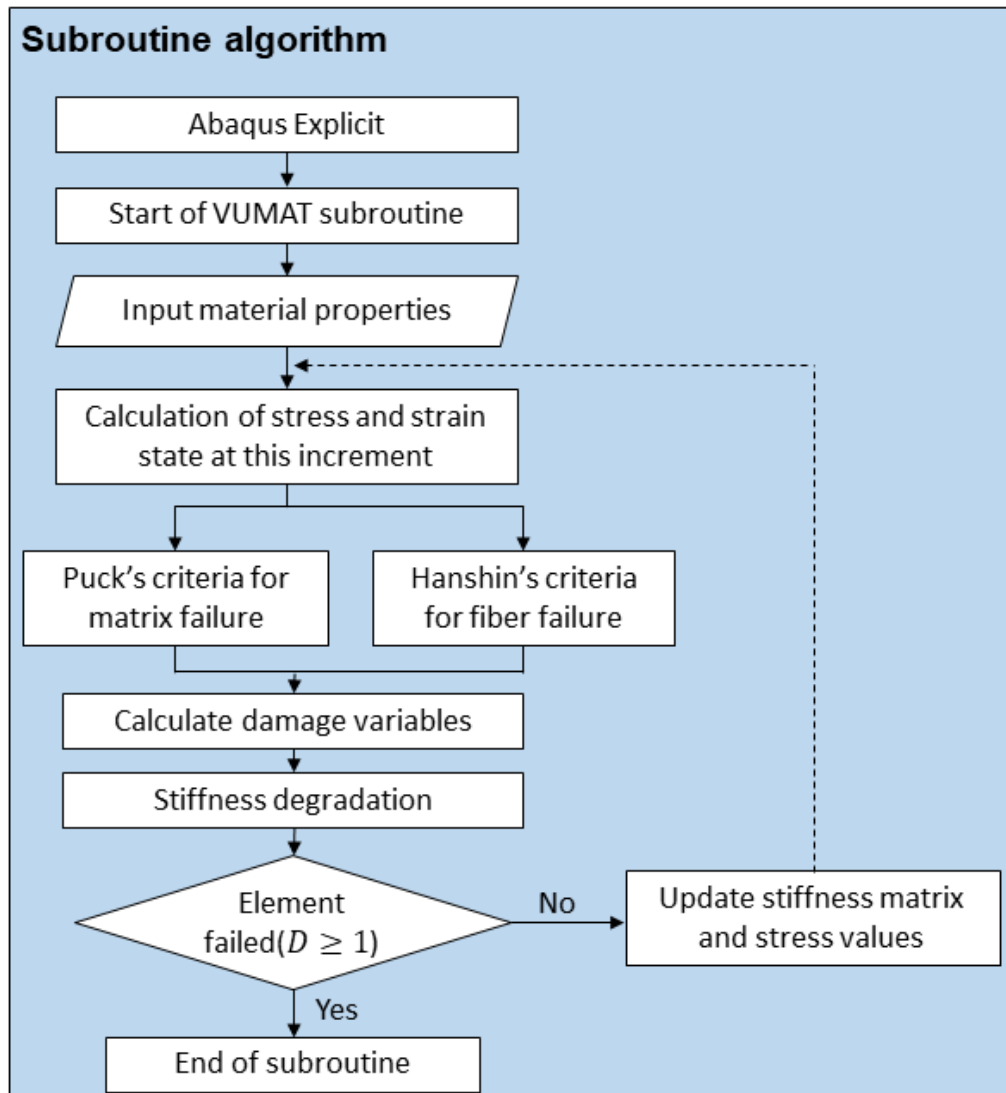 Subroutine algorithm
Abaqus Explicit
Start of VUMAT subroutine
Input material properties
Calculation of stress and strain
state at this increment
Puck's criteria for
matrix failure
Hanshin's criteria
for fiber failure
Calculate damage variables
Stiffness degradation
Element
failed(D ≥ 1)
No
Update stiffness matrix
and stress values
Yes
End of subroutine